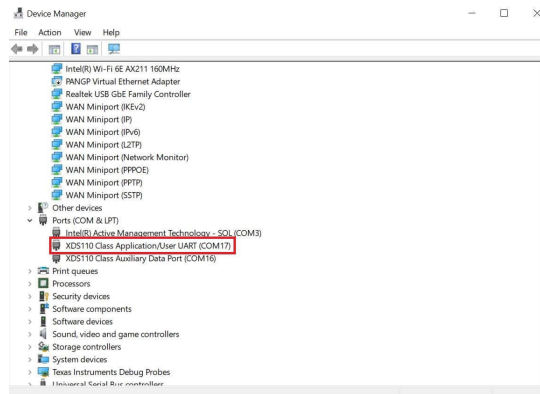 Device Manager
File Action View Help
Intel(R) Wi-Fi 6E AX211 160MHz
PANGP Virtual Ethernet Adapter
Realtek USB GbE Family Controller
WAN Miniport (IKEv2)
WAN Miniport (IP)
WAN Miniport (IPv6)
WAN Miniport (L2TP)
WAN Miniport (Network Monitor)
WAN Miniport (PPPOE)
WAN Miniport (PPTP)
WAN Miniport (SSTP)
Other devices
Ports (COM & LPT)
Intel(R) Active Management Technology - SOL (COM3)
XDS110 Class Application/User UART (COM17)
XDS110 Class Auxiliary Data Port (COM16)
Print queues
Processors
Security devices
Software components
Software devices
Sound, video and game controllers
Storage controllers
System devices
Texas Instruments Debug Probes
Universal Serial Bus controllers